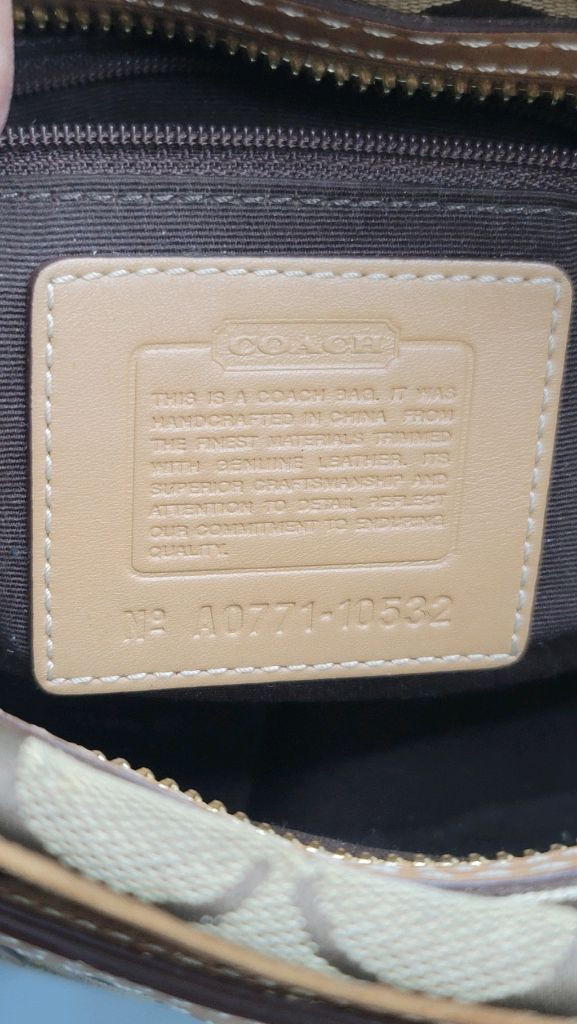 COACH
THIS IS A COACH BAG. IT WAS
HANDCRAFTED IN CHINA FROM
THE FINEST MATERIALS TRIMMED
WITH GENUINE LEATHER. ITS
SUPERIOR CRAFTSMANSHIP AND
ATTENTION TO DETAIL REFLECT
OUR COMMITMENT TO ENDURING
QUALITY.
Nº A0771-10532